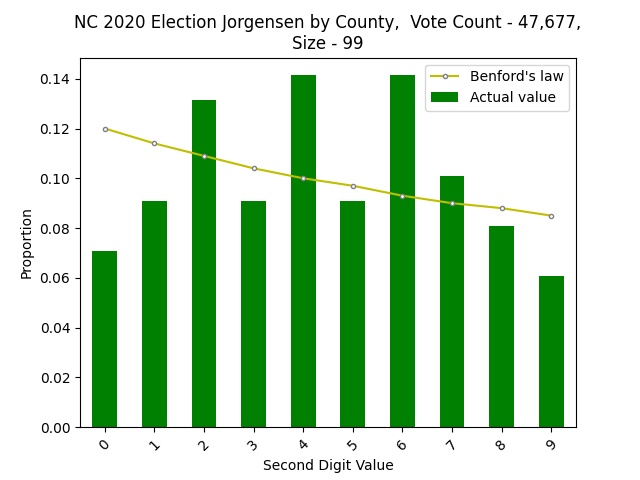 NC 2020 Election Jorgensen by County,  Vote Count - 47,677,
Size - 99
Benford's law
Actual value
0.14
0.12
0.10
0.08
0.06
0.04
0.02
0.00
Proportion
0 1 2 3 4 5 6 7 8 9
Second Digit Value